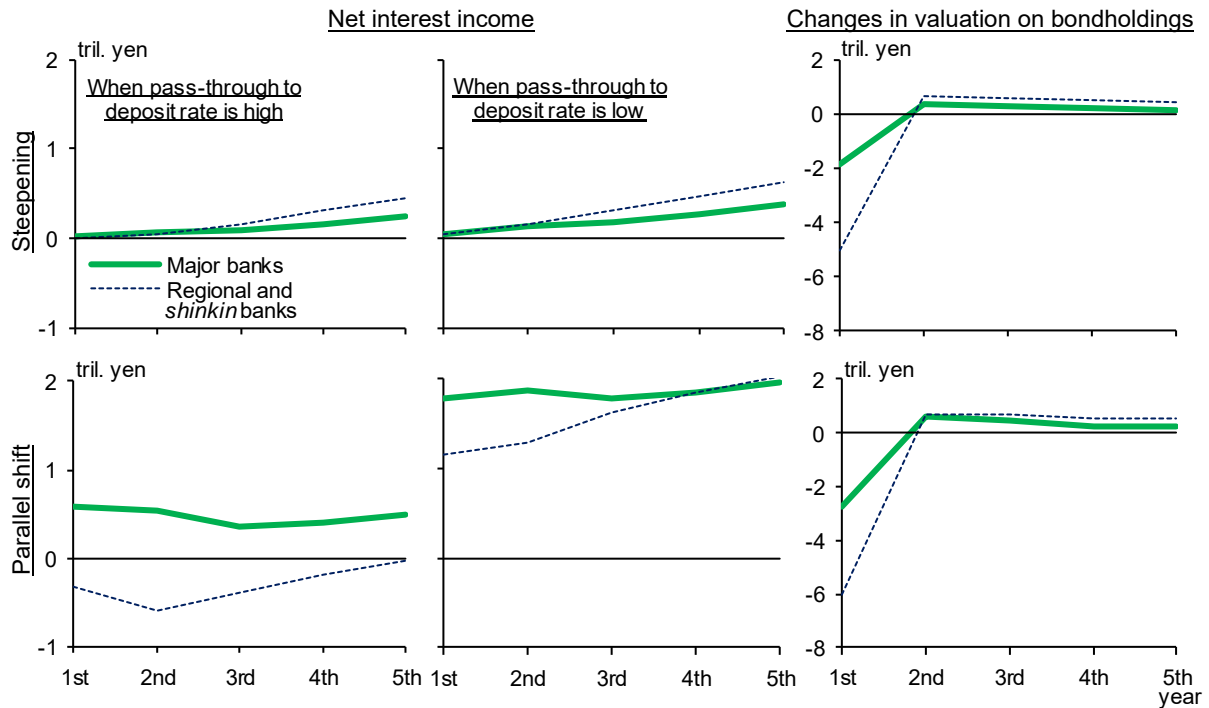 Net interest income
Changes in valuation on bondholdings
tril. yen
When pass-through to
deposit rate is high
2
1
0
-1
Steepening
Major banks
Regional and
shinkin banks
When pass-through to
deposit rate is low
tril. yen
2
0
-2
-4
-6
-8
tril. yen
2
1
0
-1
Parallel shift
1st 2nd 3rd 4th 5th
1st 2nd 3rd 4th 5th
tril. yen
2
0
-2
-4
-6
-8
1st 2nd 3rd 4th 5th
year